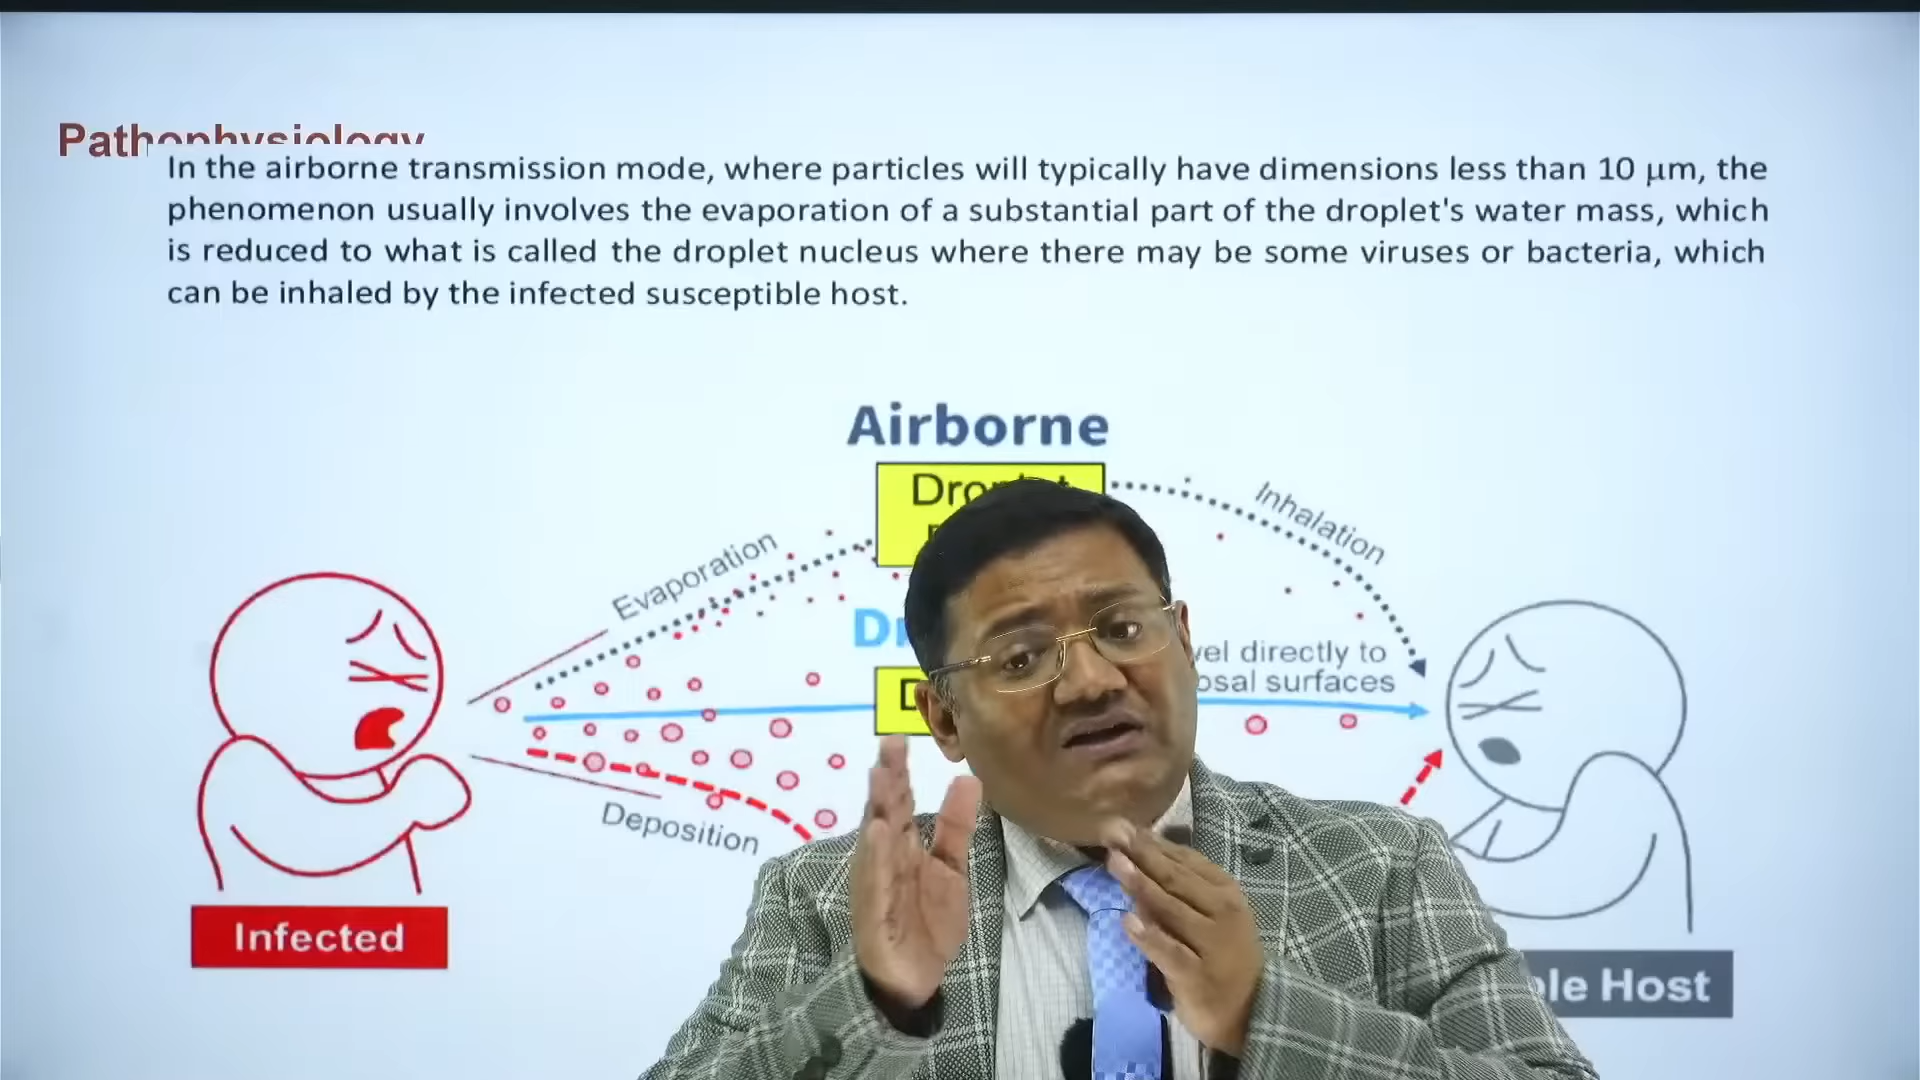 Pathophysiology
In the airborne transmission mode, where particles will typically have dimensions less than 10 μm, the
phenomenon usually involves the evaporation of a substantial part of the droplet's water mass, which
is reduced to what is called the droplet nucleus where there may be some viruses or bacteria, which
can be inhaled by the infected susceptible host.
Airborne
Droplet
Inhalation
Evaporation
directly to
surfaces
Deposition
Infected
Host